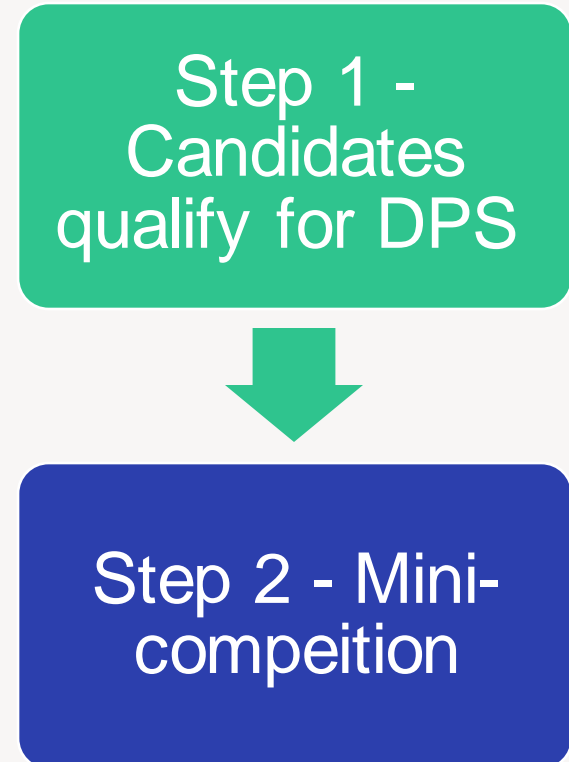 Step 1 -
Candidates
qualify for DPS
Step 2 - Mini-
compeition